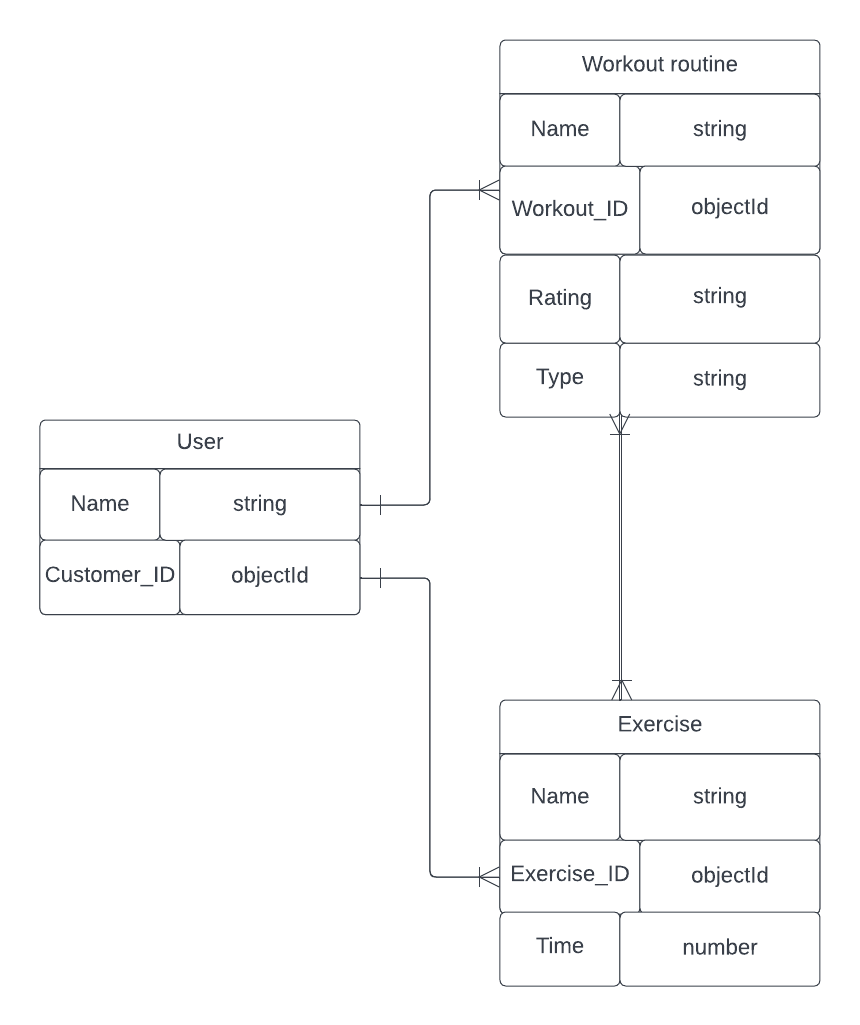 Workout routine
Name string
Workout_ID objectId
Rating string
Type string
User
Name string
Customer_ID objectId
Exercise
Name string
Exercise_ID objectId
Time number